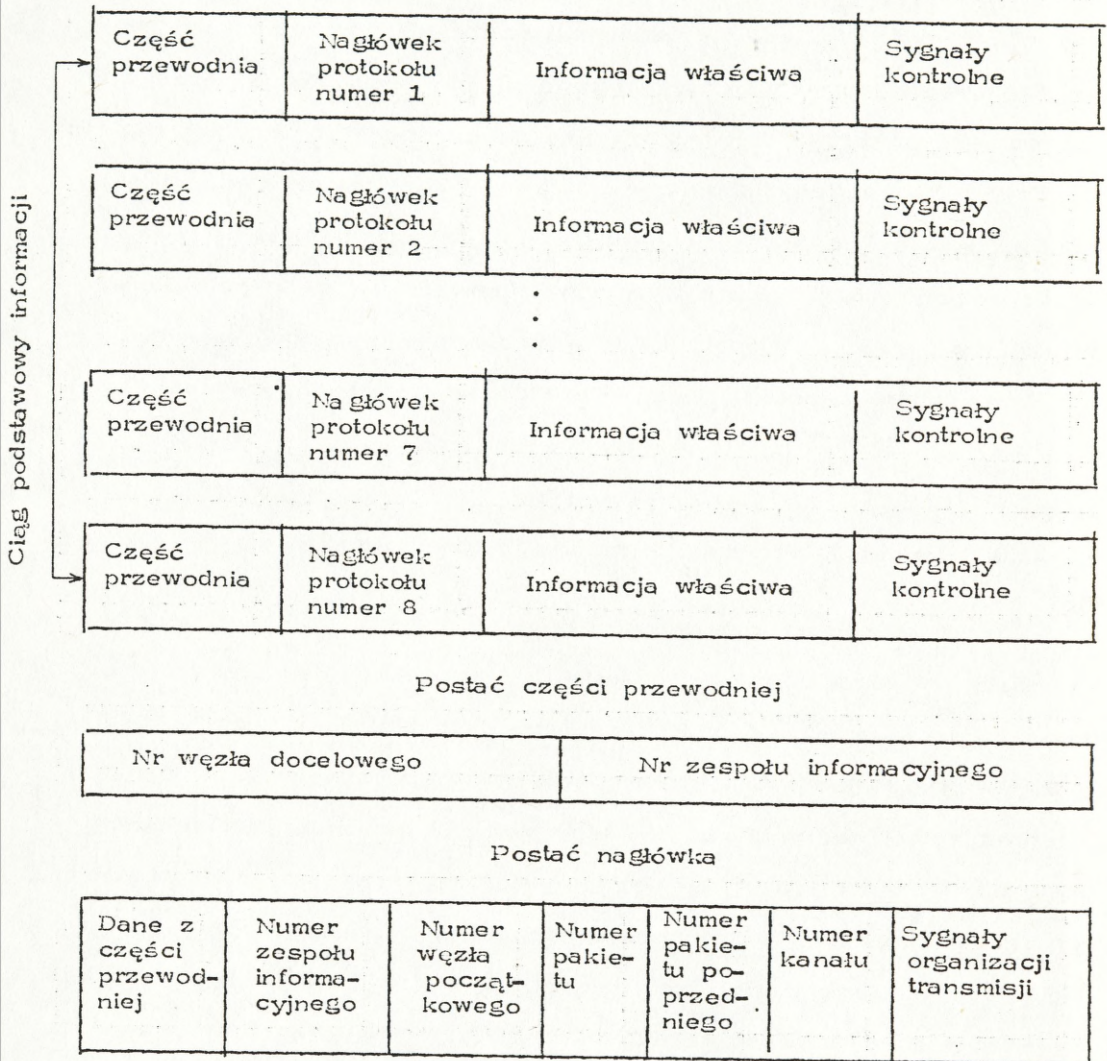 Ciąg podstawowy informacji
Część
przewodnia
Nagłówek
protokołu
numer 1
Informacja właściwa
Sygnały
kontrolne
Część
przewodnia
Nagłówek
protokołu
numer 2
Informacja właściwa
Sygnały
kontrolne
Część
przewodnia
Nagłówek
protokołu
numer 7
Informacja właściwa
Sygnały
kontrolne
Część
przewodnia
Nagłówek
protokołu
numer 8
Informacja właściwa
Sygnały
kontrolne
Postać części przewodniej
Nr węzła docelowego
Nr zespołu informacyjnego
Postać nagłówka
Dane z
części
przewod-
niej
Numer
zespołu
informa-
cyjnego
Numer
węzła
począt-
kowego
Numer
pakie-
tu
Numer
pakie-
tu po-
przed-
niego
Numer
kanału
Sygnały
organizacji
transmisji